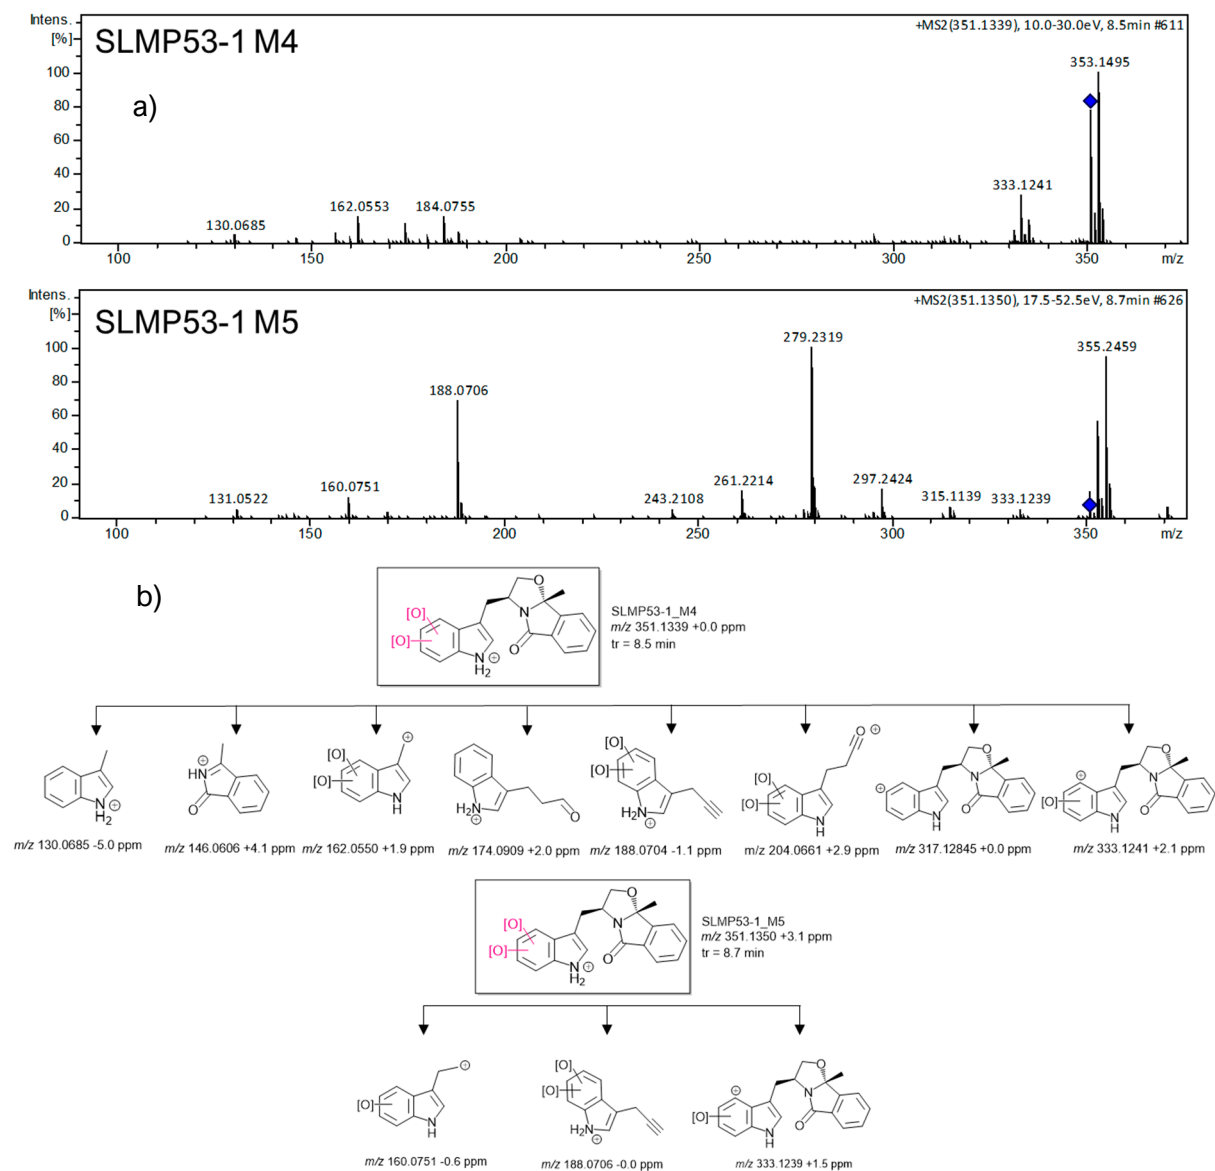 Intens.
[%]
SLMP53-1 M4
+MS2(351.1339), 10.0-30.0eV, 8.5min #611
a)
100
80
60
40
20
0
353.1495
333.1241
130.0685
162.0553
184.0755
100
150
200
250
300
350
m/z
Intens.
[%]
SLMP53-1 M5
+MS2(351.1350), 17.5-52.5eV, 8.7min #626
100
80
60
40
20
0
279.2319
355.2459
188.0706
131.0522
160.0751
243.2108
261.2214
297.2424
315.1139
333.1239
100
150
200
250
300
350
m/z
b)
[O]
[O]
N
H2
N
O
O
SLMP53-1_M4
m/z 351.1339 +0.0 ppm
tr = 8.5 min
N
H2
HN
O
[O]
[O]
N
H
H2N
O
[O]
[O]
H2N
O
[O]
[O]
N
H
N
H
N
O
O
[O]
N
H
N
O
O
m/z 130.0685 -5.0 ppm
m/z 146.0606 +4.1 ppm
m/z 162.0550 +1.9 ppm
m/z 174.0909 +2.0 ppm
m/z 188.0704 -1.1 ppm
m/z 204.0661 +2.9 ppm
m/z 317.12845 +0.0 ppm
m/z 333.1241 +2.1 ppm
[O]
[O]
N
H2
N
O
O
SLMP53-1_M5
m/z 351.1350 +3.1 ppm
tr = 8.7 min
[O]
N
H
[O]
[O]
H2N
[O]
N
H
N
O
O
m/z 160.0751 -0.6 ppm
m/z 188.0706 -0.0 ppm
m/z 333.1239 +1.5 ppm